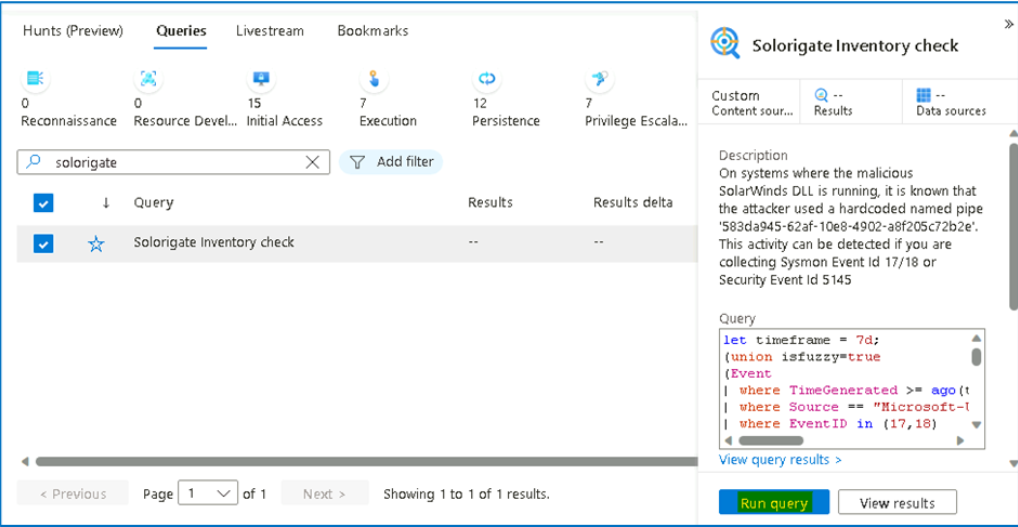 Hunts (Preview) Queries Livestream Bookmarks
0 0 15 7 12 7
Reconnaissance Resource Devel... Initial Access Execution Persistence Privilege Escala...
solorigate Add filter
Query Results Results delta
Solorigate Inventory check -- --
< Previous Page 1 of 1 Next > Showing 1 to 1 of 1 results.
Solorigate Inventory check
Custom -- --
Content sour... Results Data sources
Description
On systems where the malicious
SolarWinds DLL is running, it is known that
the attacker used a hardcoded named pipe
'583da945-62af-10e8-4902-a8f205c72b2e'.
This activity can be detected if you are
collecting Sysmon Event Id 17/18 or
Security Event Id 5145
Query
let timeframe = 7d;
(union isfuzzy=true
(Event
| where TimeGenerated >= ago(t
| where Source == "Microsoft-
| where EventID in (17,18)
View query results >
Run query View results